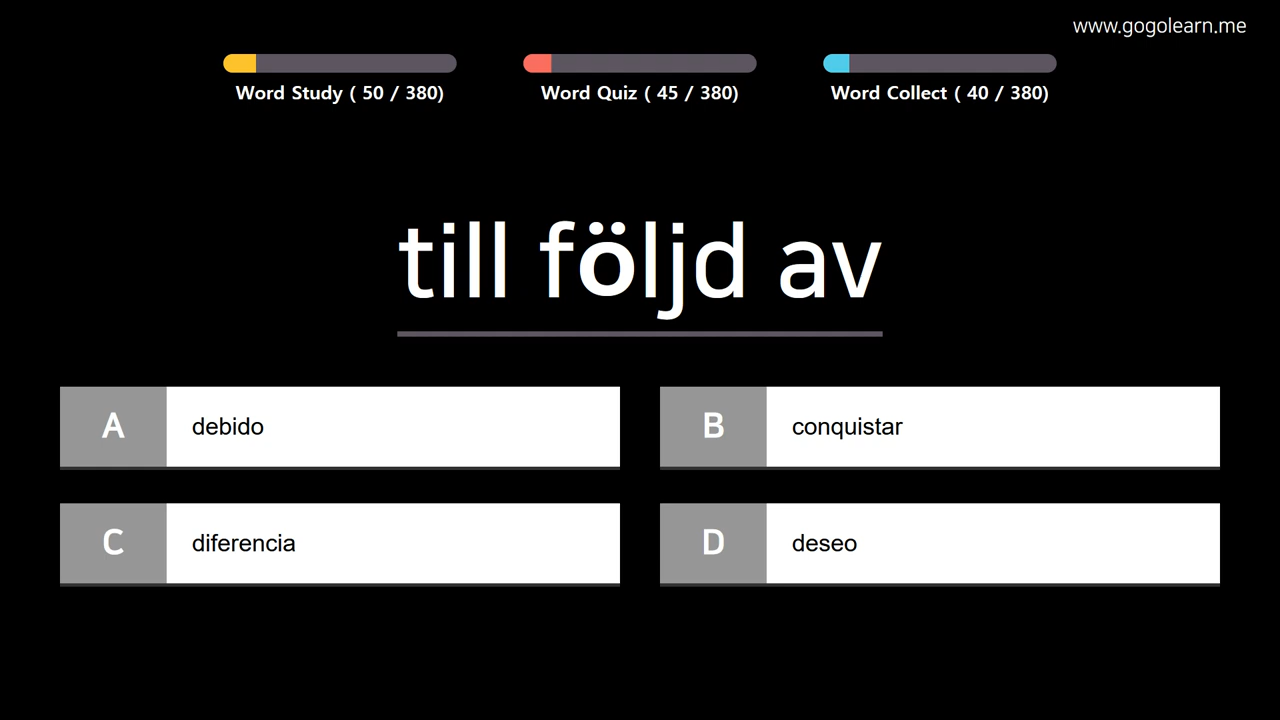 www.gogolearn.me
Word Study ( 50 / 380)
Word Quiz ( 45 / 380)
Word Collect ( 40 / 380)
till följd av
A debido
B conquistar
C diferencia
D deseo